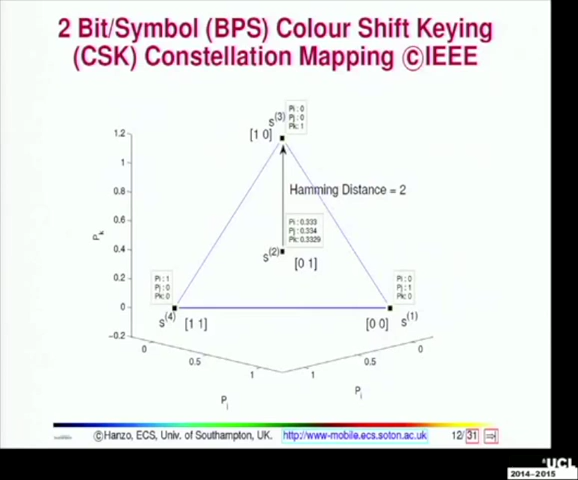 2 Bit/Symbol (BPS) Colour Shift Keying
(CSK) Constellation Mapping ©IEEE
Pi : 0
Pj : 0
Pk: 1
s(3)
[1 0]
1.2
1
0.8
0.6
0.4
0.2
0
−0.2
Pk
Hamming Distance = 2
Pi : 0.333
Pj : 0.334
Pk: 0.3329
s(2)
[0 1]
Pi : 1
Pj : 0
Pk: 0
s(4)
[1 1]
Pi : 0
Pj : 1
Pk: 0
[0 0]
s(1)
0
0.5
1
1
0.5
0
©Hanzo, ECS, Univ. of Southampton, UK.
http://www-mobile.ecs.soton.ac.uk
12/31
UCL
2014–2015